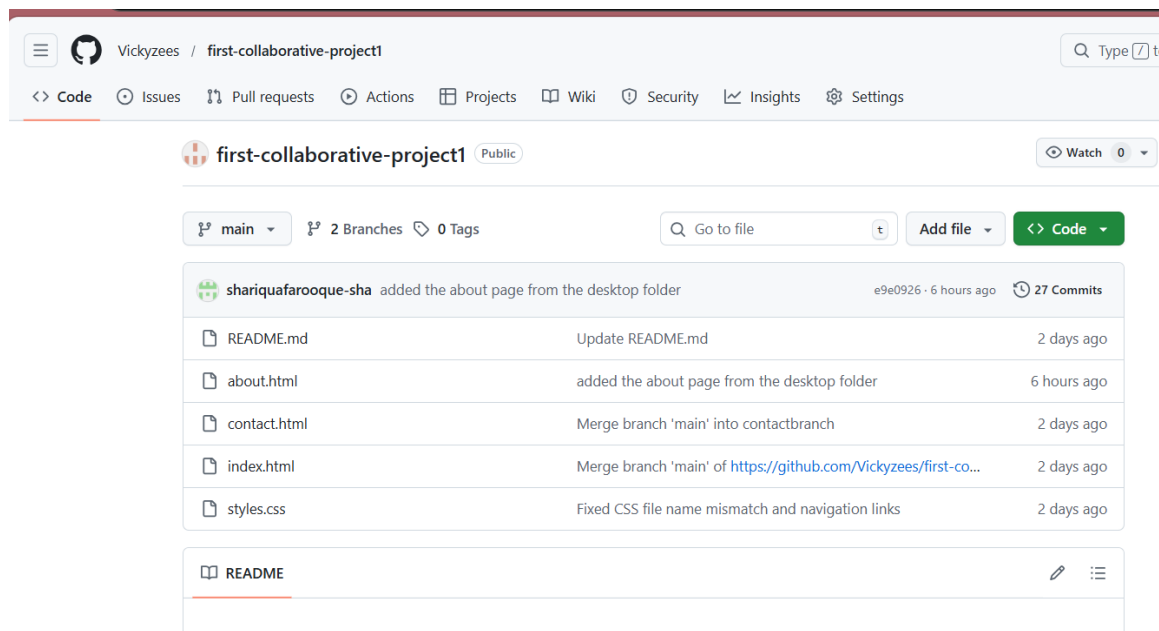 Vickyzees / first-collaborative-project1
Type / t
Code Issues Pull requests Actions Projects Wiki Security Insights Settings
first-collaborative-project1 Public
Watch 0
main 2 Branches 0 Tags Go to file t Add file Code
shariquafarooque-sha added the about page from the desktop folder e9e0926 · 6 hours ago 27 Commits
README.md Update README.md 2 days ago
about.html added the about page from the desktop folder 6 hours ago
contact.html Merge branch 'main' into contactbranch 2 days ago
index.html Merge branch 'main' of https://github.com/Vickyzees/first-co... 2 days ago
styles.css Fixed CSS file name mismatch and navigation links 2 days ago
README